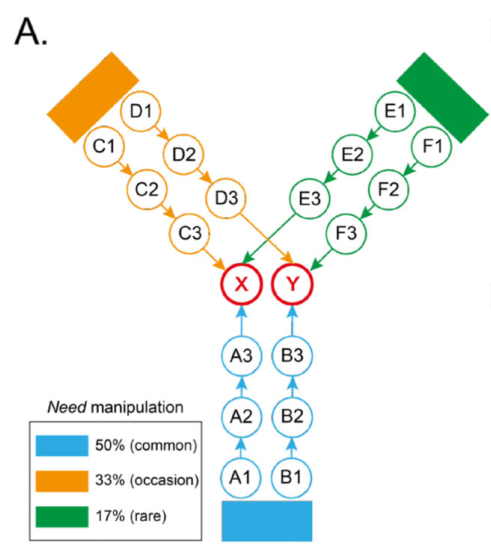 A.
D1
E1
C1
F1
D2
E2
C2
F2
D3
E3
C3
F3
X
Y
A3
B3
Need manipulation
A2
B2
50% (common)
33% (occasion)
A1
B1
17% (rare)